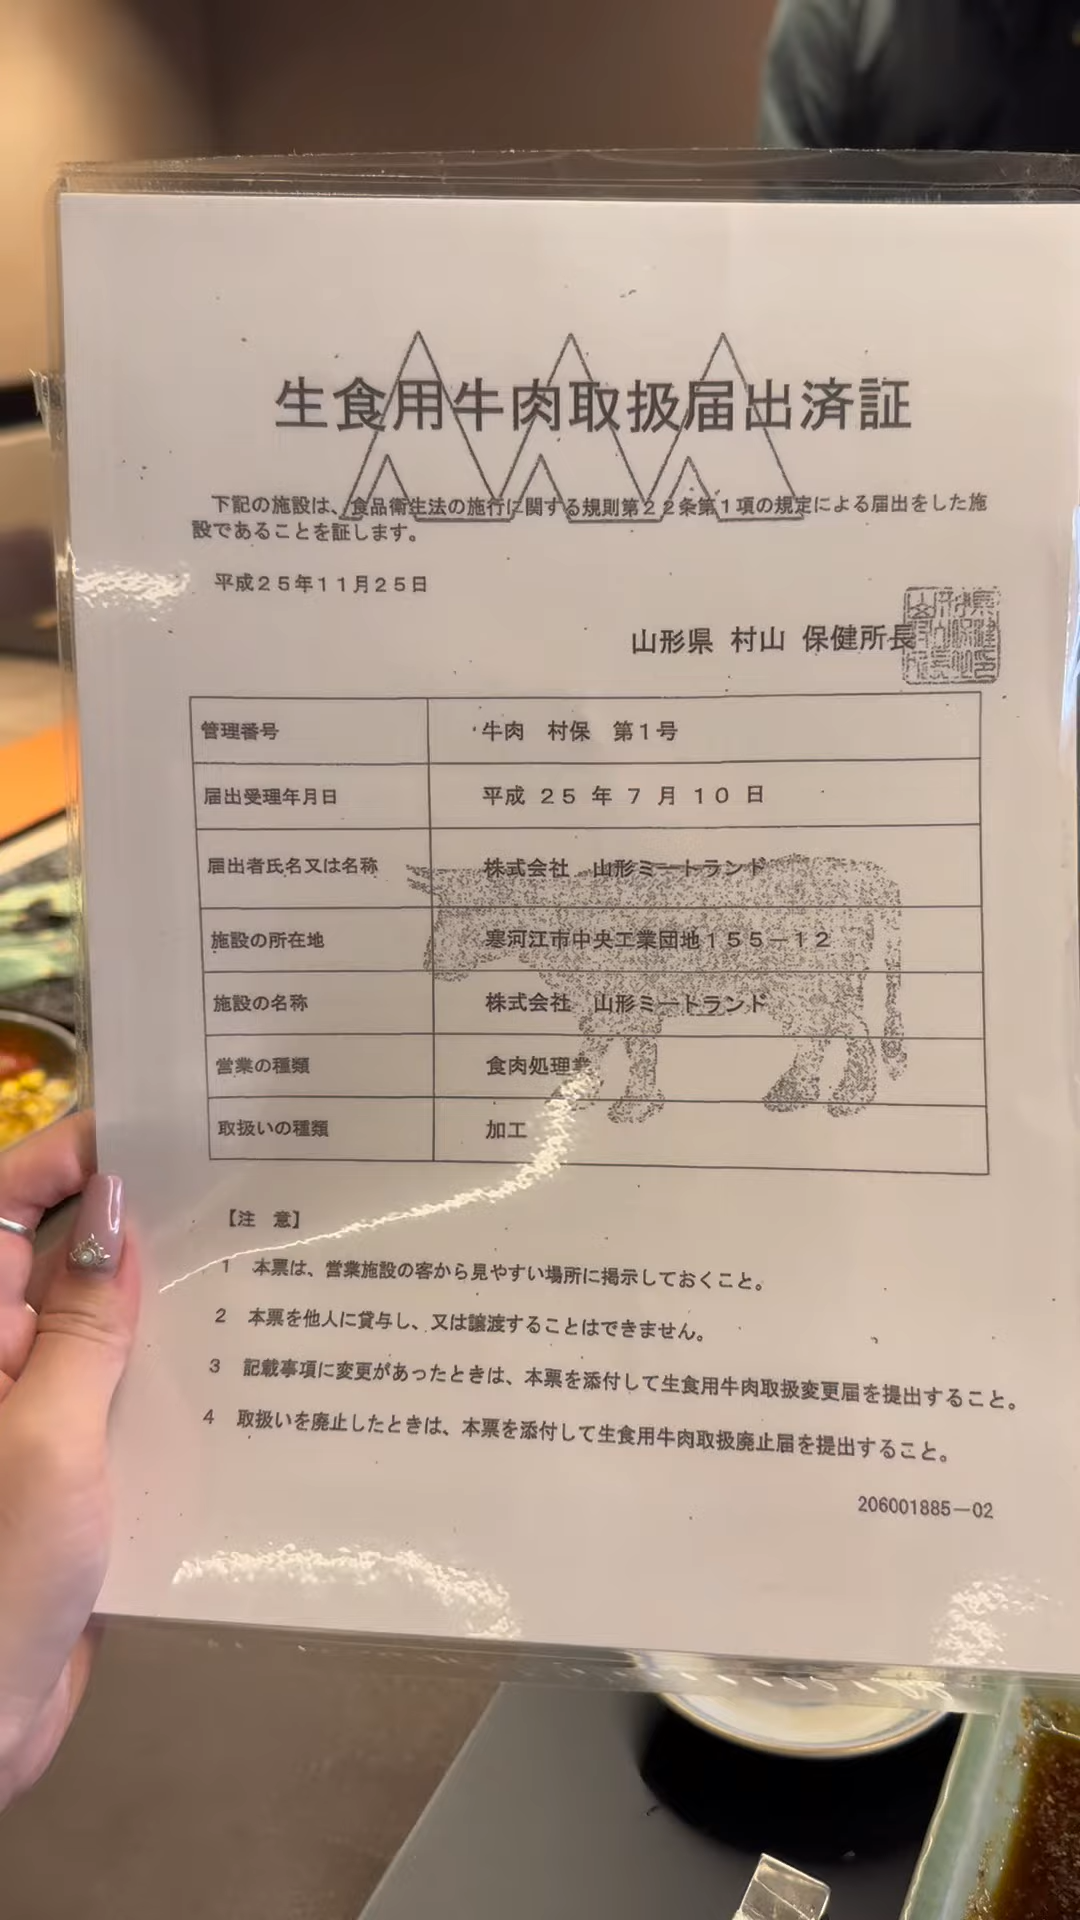 生食用牛肉取扱届出済証
下記の施設は、食品衛生法の施行に関する規則第22条第1項の規定による届出をした施
設であることを証します。
平成25年11月25日
山形県 村山 保健所長
管理番号 牛肉 村保 第1号
届出受理年月日 平成 25 年 7 月 10 日
届出者氏名又は名称 株式会社 山形ミートランド
施設の所在地 寒河江市中央工業団地155-12
施設の名称 株式会社 山形ミートランド
営業の種類 食肉処理業
取扱いの種類 加工
【注 意】
1 本票は、営業施設の客から見やすい場所に掲示しておくこと。
2 本票を他人に貸与し、又は譲渡することはできません。
3 記載事項に変更があったときは、本票を添付して生食用牛肉取扱変更届を提出すること。
4 取扱いを廃止したときは、本票を添付して生食用牛肉取扱廃止届を提出すること。
206001885-02